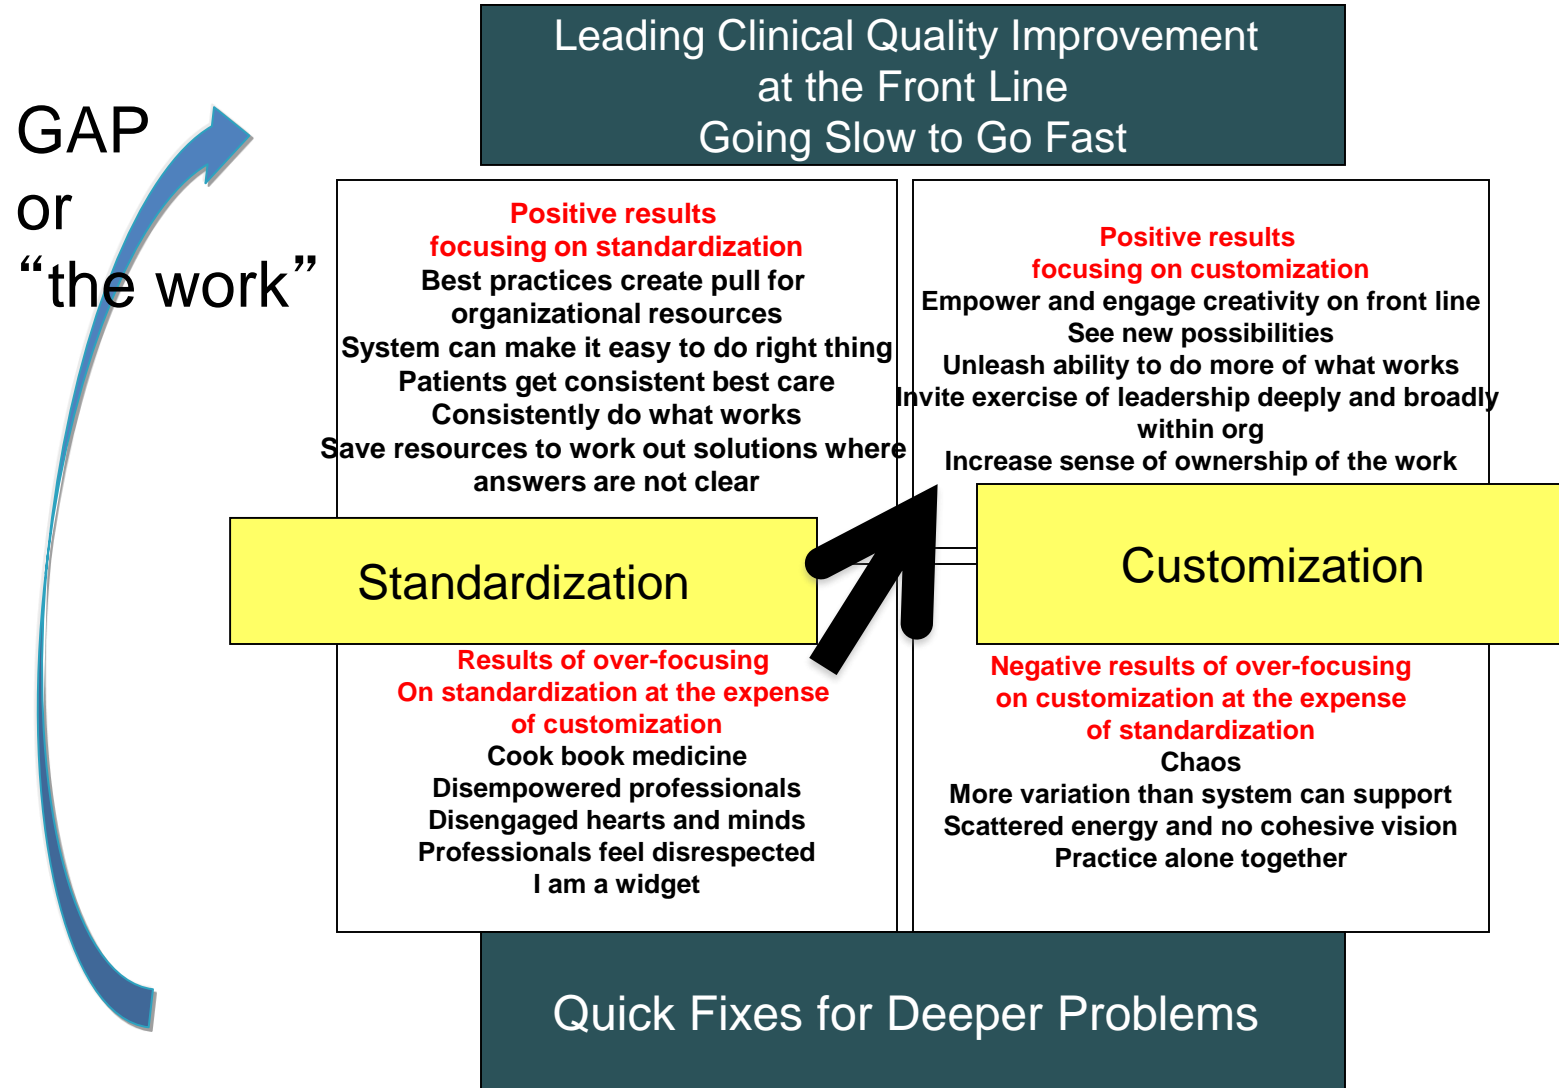 Leading Clinical Quality Improvement
at the Front Line
Going Slow to Go Fast
GAP
or
“the work”
Positive results
focusing on standardization
Best practices create pull for
organizational resources
System can make it easy to do right thing
Patients get consistent best care
Consistently do what works
Save resources to work out solutions where
answers are not clear
Positive results
focusing on customization
Empower and engage creativity on front line
See new possibilities
Unleash ability to do more of what works
Invite exercise of leadership deeply and broadly
within org
Increase sense of ownership of the work
Standardization
Customization
Results of over-focusing
On standardization at the expense
of customization
Cook book medicine
Disempowered professionals
Disengaged hearts and minds
Professionals feel disrespected
I am a widget
Negative results of over-focusing
on customization at the expense
of standardization
Chaos
More variation than system can support
Scattered energy and no cohesive vision
Practice alone together
Quick Fixes for Deeper Problems